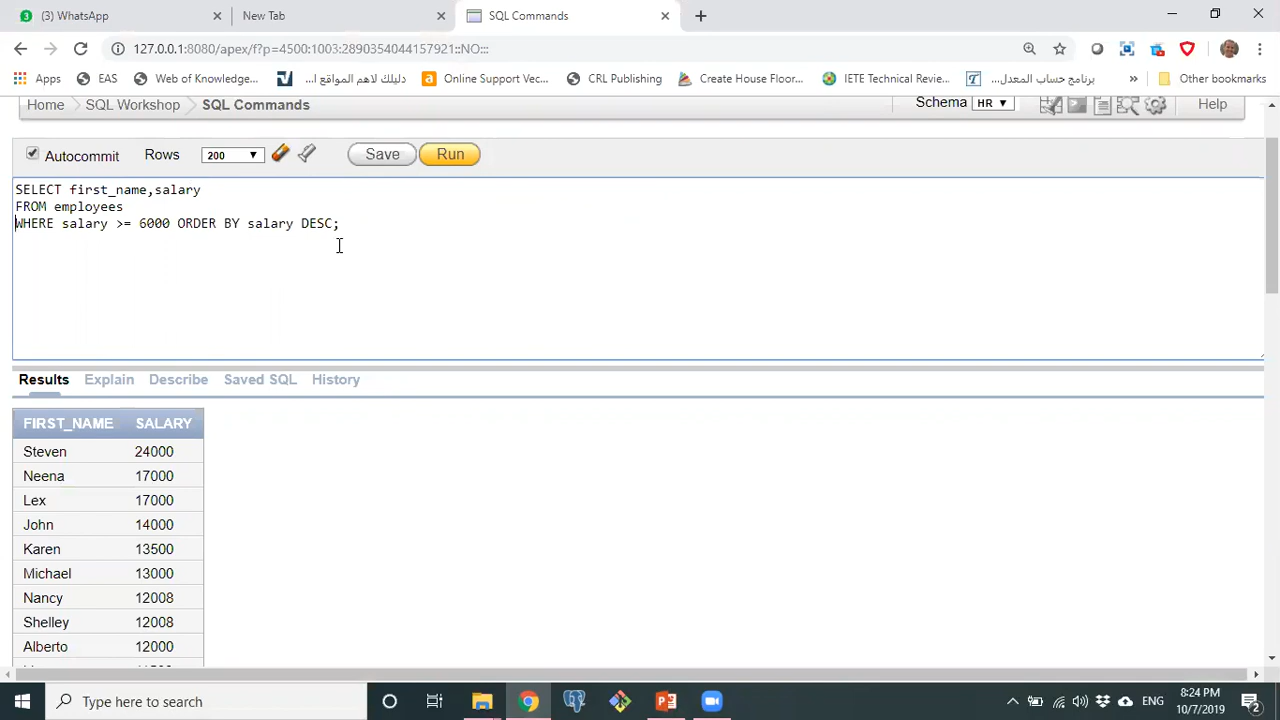 (3) WhatsApp
New Tab
SQL Commands
127.0.0.1:8080/apex/f?p=4500:1003:2890354044157921::NO:::
Apps
EAS
Web of Knowledge...
دليلك لاهم المواقع ا...
Online Support Vec...
CRL Publishing
Create House Floor...
IETE Technical Revie...
برنامج حساب المعدل...
»
Other bookmarks
Home
SQL Workshop
SQL Commands
Schema
HR
Help
Autocommit
Rows
200
Save
Run
SELECT first_name,salary
FROM employees
WHERE salary >= 6000 ORDER BY salary DESC;
Results
Explain
Describe
Saved SQL
History
FIRST_NAME SALARY
Steven 24000
Neena 17000
Lex 17000
John 14000
Karen 13500
Michael 13000
Nancy 12008
Shelley 12008
Alberto 12000
Type here to search
ENG
8:24 PM
10/7/2019
2